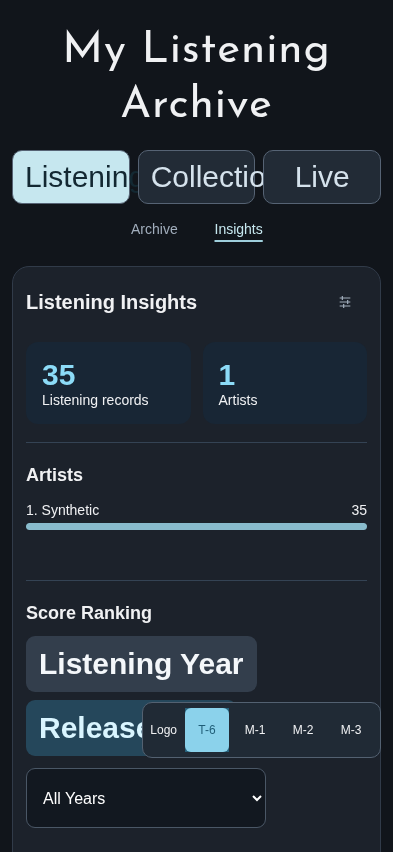 My Listening
Archive
Listening Collectio Live
Archive Insights
Listening Insights
35 1
Listening records Artists
Artists
1. Synthetic 35
Score Ranking
Listening Year
Release
Logo T-6 M-1 M-2 M-3
All Years